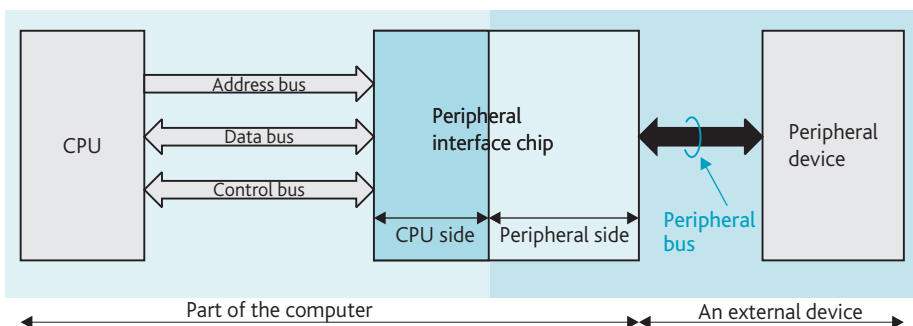 CPU
Address bus
Data bus
Control bus
Peripheral
interface chip
CPU side
Peripheral side
Peripheral
bus
Peripheral
device
Part of the computer
An external device